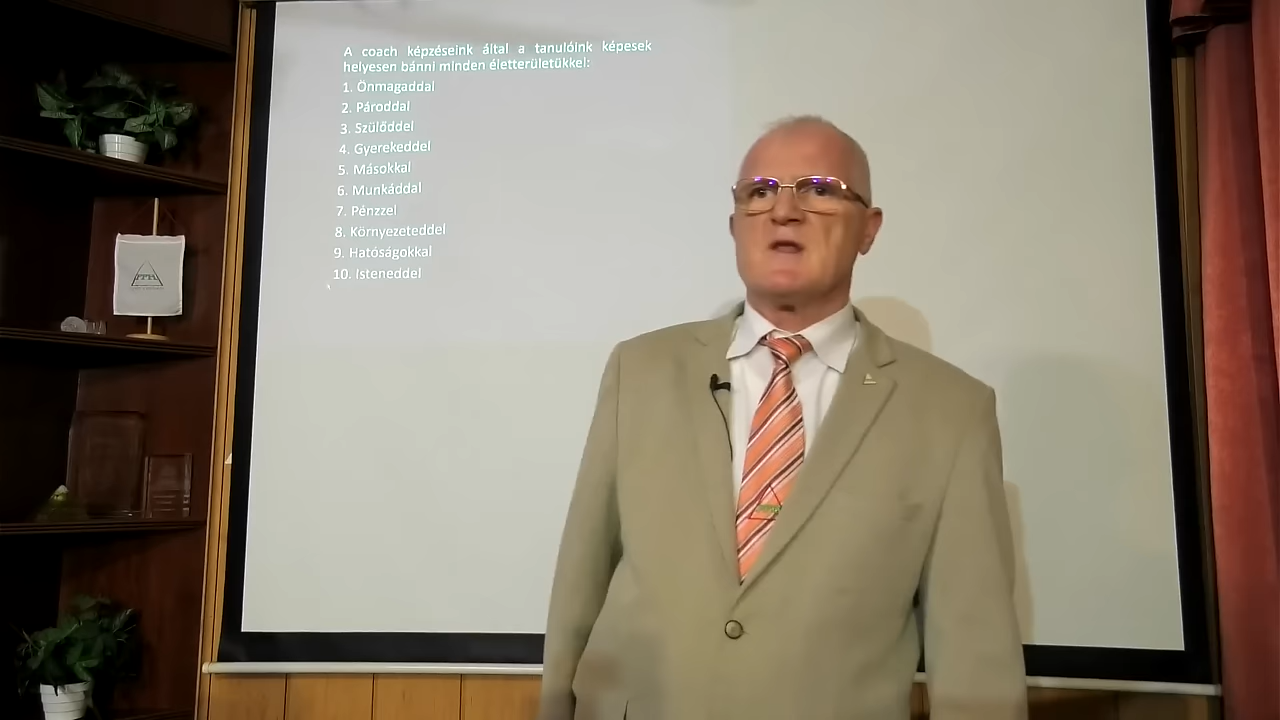 A coach képzéseink által a tanulóink képesek
helyesen bánni minden életterületükkel:
1. Önmagaddal
2. Pároddal
3. Szülőddel
4. Gyerekeddel
5. Másokkal
6. Munkáddal
7. Pénzzel
8. Környezeteddel
9. Hatóságokkal
10. Isteneddel